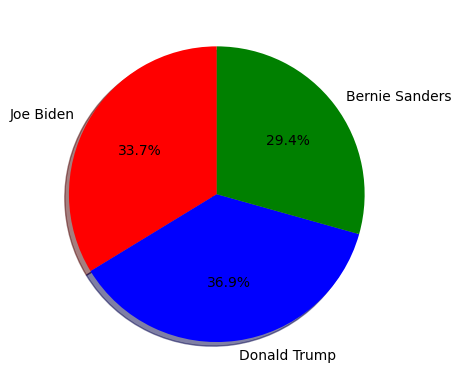 Bernie Sanders
Joe Biden
29.4%
33.7%
36.9%
Donald Trump